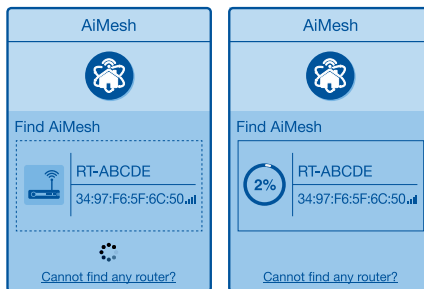 AiMesh
Find AiMesh
RT-ABCDE
34:97:F6:5F:6C:50
Cannot find any router?
AiMesh
Find AiMesh
2%
RT-ABCDE
34:97:F6:5F:6C:50
Cannot find any router?